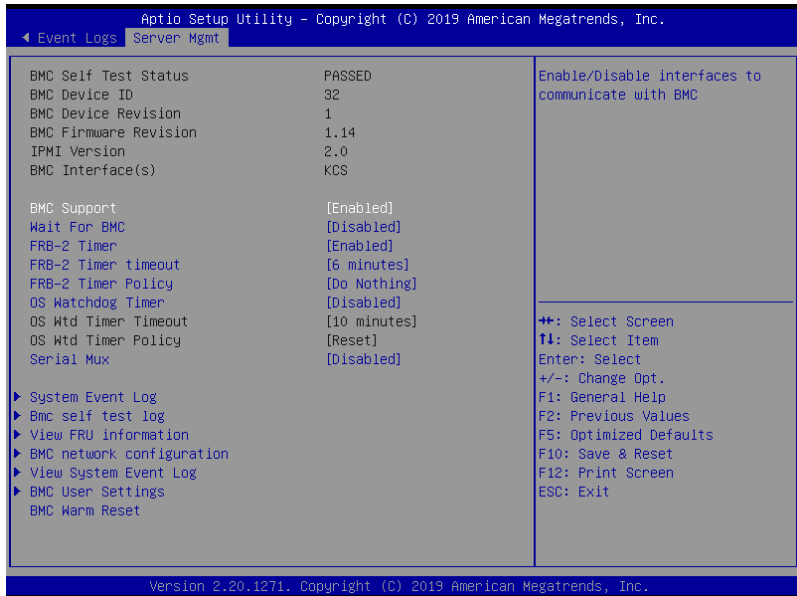 Aptio Setup Utility – Copyright (C) 2019 American Megatrends, Inc.
Event Logs Server Mgmt
BMC Self Test Status PASSED
BMC Device ID 32
BMC Device Revision 1
BMC Firmware Revision 1.14
IPMI Version 2.0
BMC Interface(s) KCS
BMC Support [Enabled]
Wait For BMC [Disabled]
FRB-2 Timer [Enabled]
FRB-2 Timer timeout [6 minutes]
FRB-2 Timer Policy [Do Nothing]
OS Watchdog Timer [Disabled]
OS Wtd Timer Timeout [10 minutes]
OS Wtd Timer Policy [Reset]
Serial Mux [Disabled]
System Event Log
Bmc self test log
View FRU information
BMC network configuration
View System Event Log
BMC User Settings
BMC Warm Reset
Enable/Disable interfaces to
communicate with BMC
→←: Select Screen
↑↓: Select Item
Enter: Select
+/-: Change Opt.
F1: General Help
F2: Previous Values
F5: Optimized Defaults
F10: Save & Reset
F12: Print Screen
ESC: Exit
Version 2.20.1271. Copyright (C) 2019 American Megatrends, Inc.